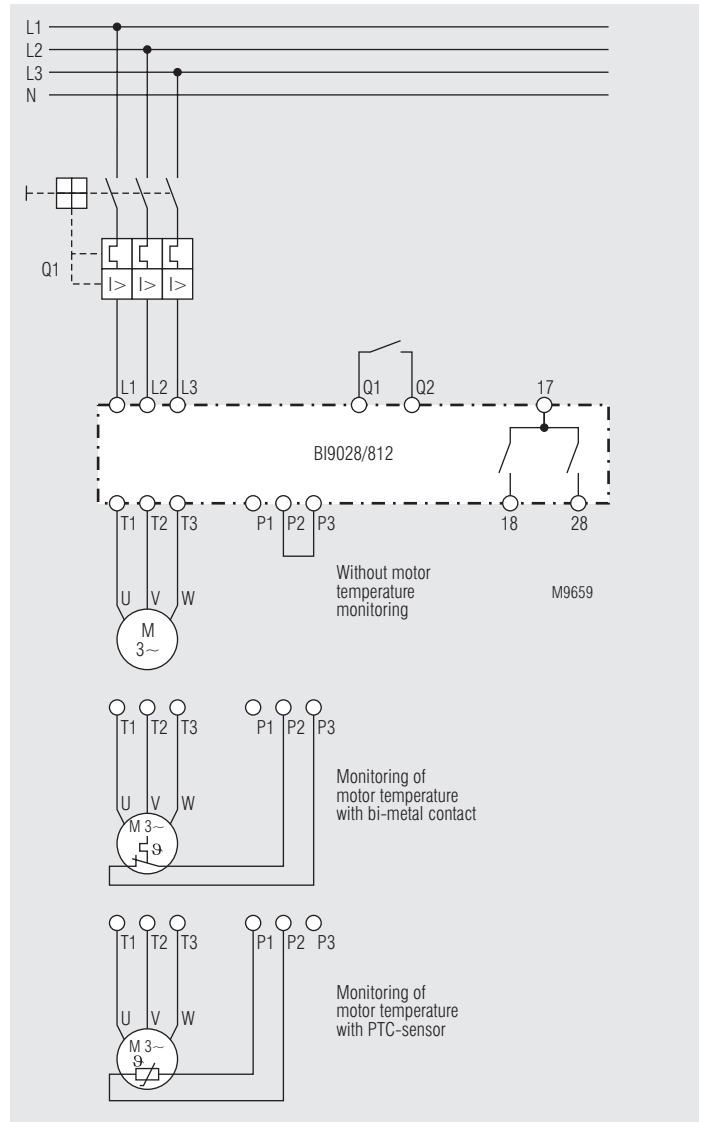 L1
L2
L3
N
Q1
I> I> I>
L1 L2 L3 Q1 Q2 17
BI9028/812
T1 T2 T3 P1 P2 P3 18 28
Without motor
temperature
monitoring
M9659
U V W
M
3~
T1 T2 T3 P1 P2 P3
Monitoring of
motor temperature
with bi-metal contact
U V W
M 3~
ϑ
T1 T2 T3 P1 P2 P3
Monitoring of
motor temperature
with PTC-sensor
U V W
M 3~
ϑ